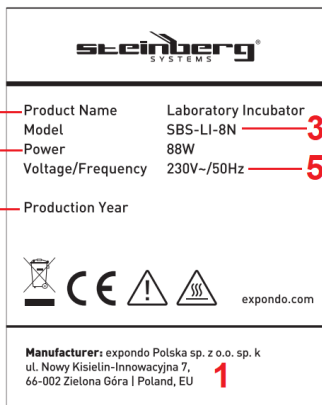 steinberg®
SYSTEMS
Product Name Laboratory Incubator
Model SBS-LI-8N 3
Power 88W
Voltage/Frequency 230V~/50Hz 5
Production Year
CE
expondo.com
Manufacturer: expondo Polska sp. z o.o. sp. k
ul. Nowy Kisielin-Innowacyjna 7,
66-002 Zielona Góra | Poland, EU 1